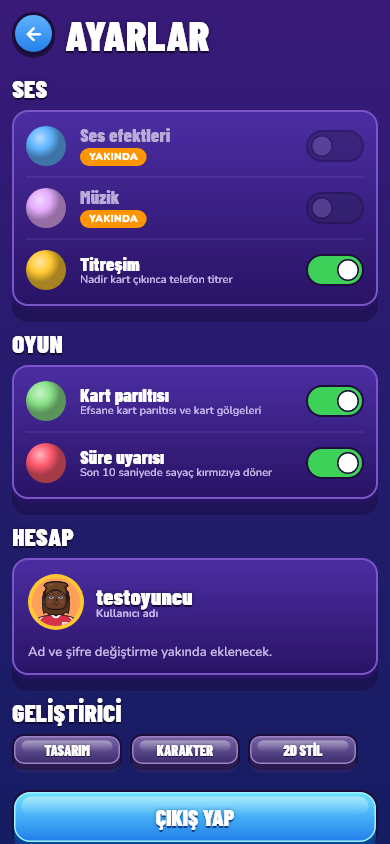 AYARLAR
SES
Ses efektleri
YAKINDA
Müzik
YAKINDA
Titreşim
Nadir kart çıkınca telefon titrer
OYUN
Kart parıltısı
Efsane kart parıltısı ve kart gölgeleri
Süre uyarısı
Son 10 saniyede sayaç kırmızıya döner
HESAP
testoyuncu
Kullanıcı adı
Ad ve şifre değiştirme yakında eklenecek.
GELİŞTİRİCİ
TASARIM KARAKTER 2D STİL
ÇIKIŞ YAP